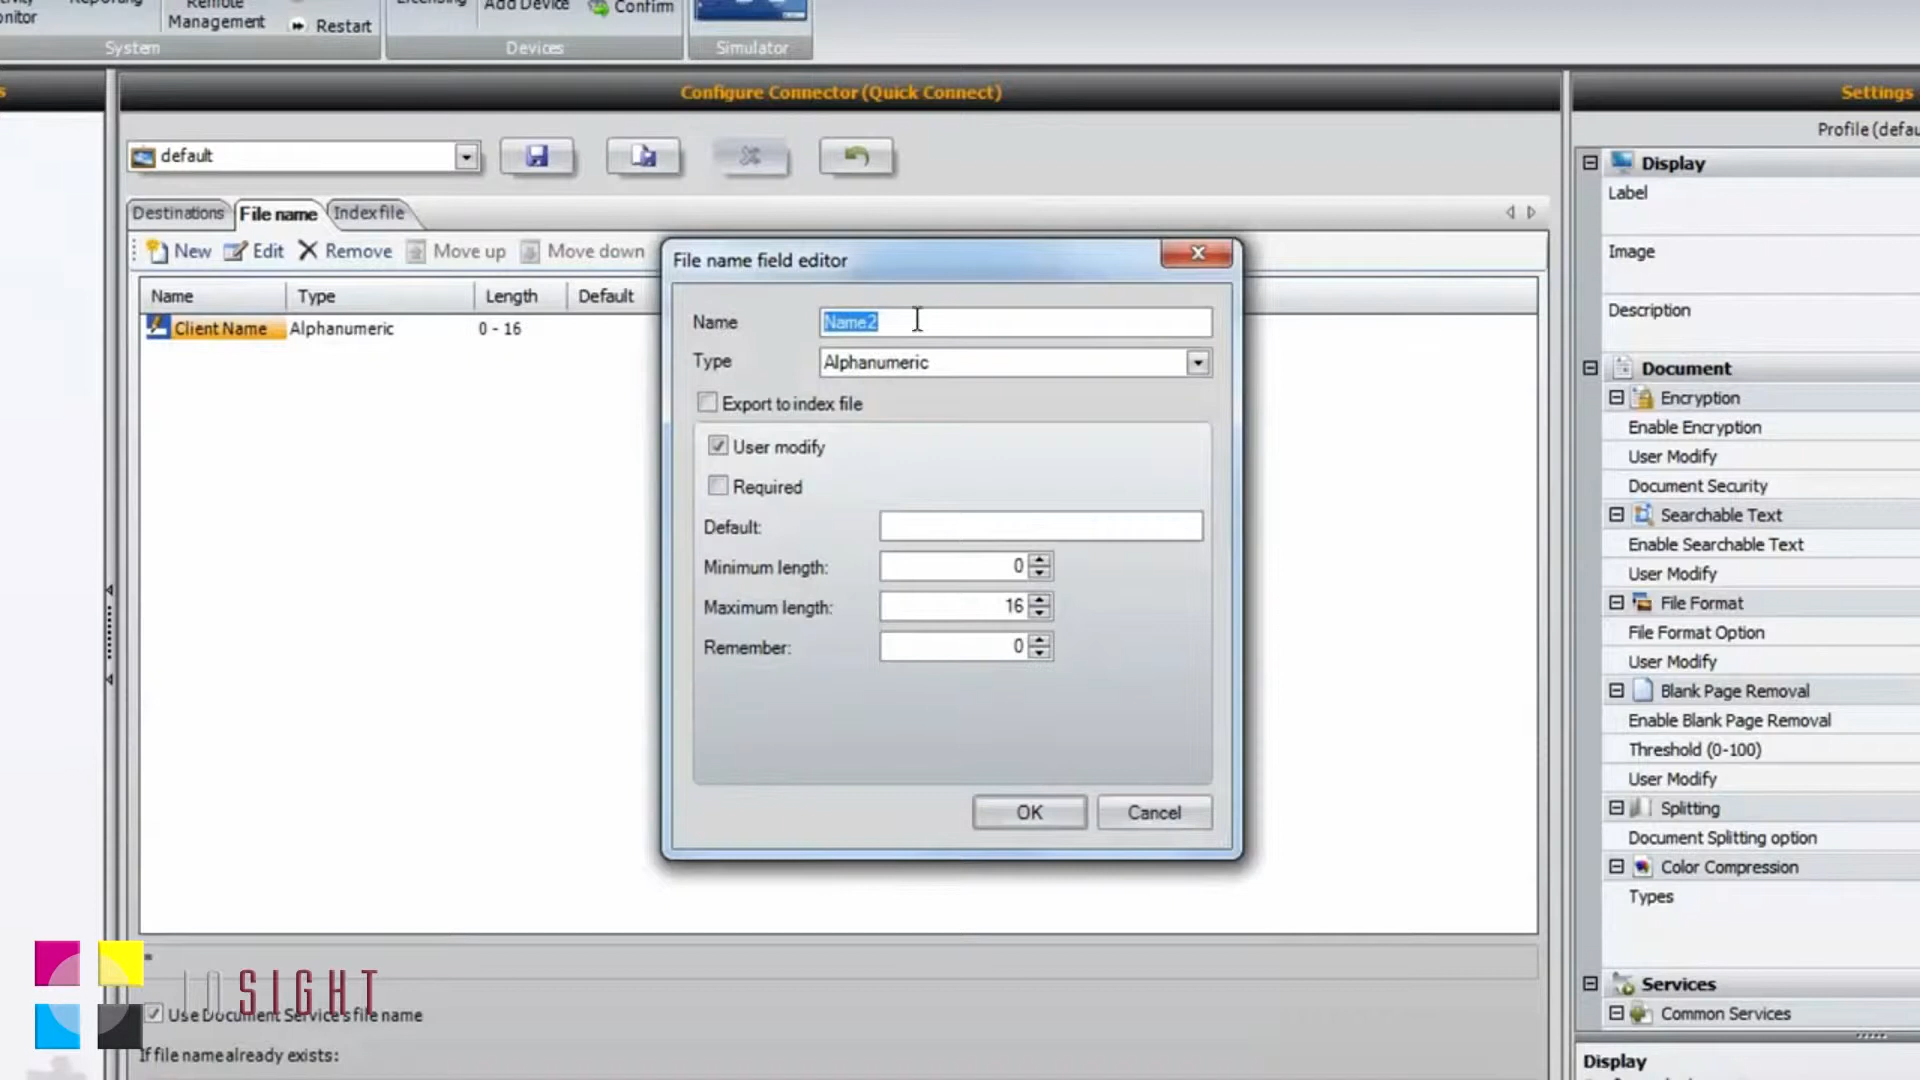 Reporting
Remote
Management
Restart
Licensing
Add Device
Confirm
System
Devices
Simulator
Configure Connector (Quick Connect)
Settings
Profile (defau
default
Destinations
File name
Index file
New
Edit
Remove
Move up
Move down
Name
Type
Length
Default
Client Name
Alphanumeric
0 - 16
File name field editor
Name
Name2
Type
Alphanumeric
Export to index file
User modify
Required
Default:
Minimum length:
0
Maximum length:
16
Remember:
0
OK
Cancel
Display
Label
Image
Description
Document
Encryption
Enable Encryption
User Modify
Document Security
Searchable Text
Enable Searchable Text
User Modify
File Format
File Format Option
User Modify
Blank Page Removal
Enable Blank Page Removal
Threshold (0-100)
User Modify
Splitting
Document Splitting option
Color Compression
Types
Services
Common Services
Display
INSIGHT
Use Document Service's file name
If file name already exists: